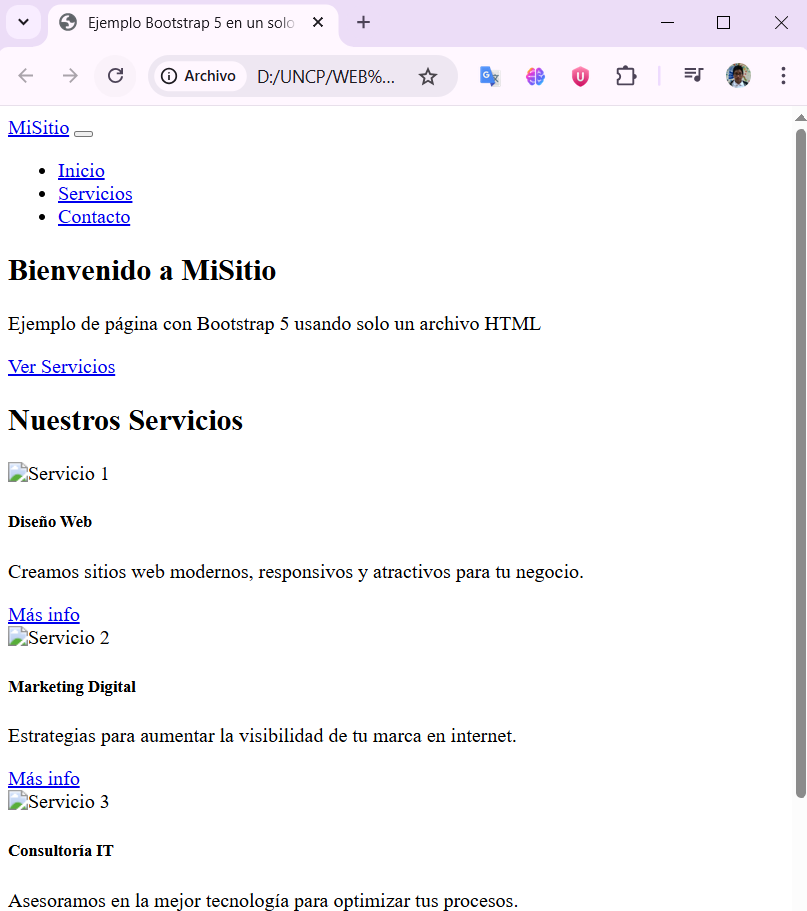 Ejemplo Bootstrap 5 en un solo
Archivo
D:/UNCP/WEB%...
MiSitio
Inicio
Servicios
Contacto
Bienvenido a MiSitio
Ejemplo de página con Bootstrap 5 usando solo un archivo HTML
Ver Servicios
Nuestros Servicios
Servicio 1
Diseño Web
Creamos sitios web modernos, responsivos y atractivos para tu negocio.
Más info
Servicio 2
Marketing Digital
Estrategias para aumentar la visibilidad de tu marca en internet.
Más info
Servicio 3
Consultoría IT
Asesoramos en la mejor tecnología para optimizar tus procesos.